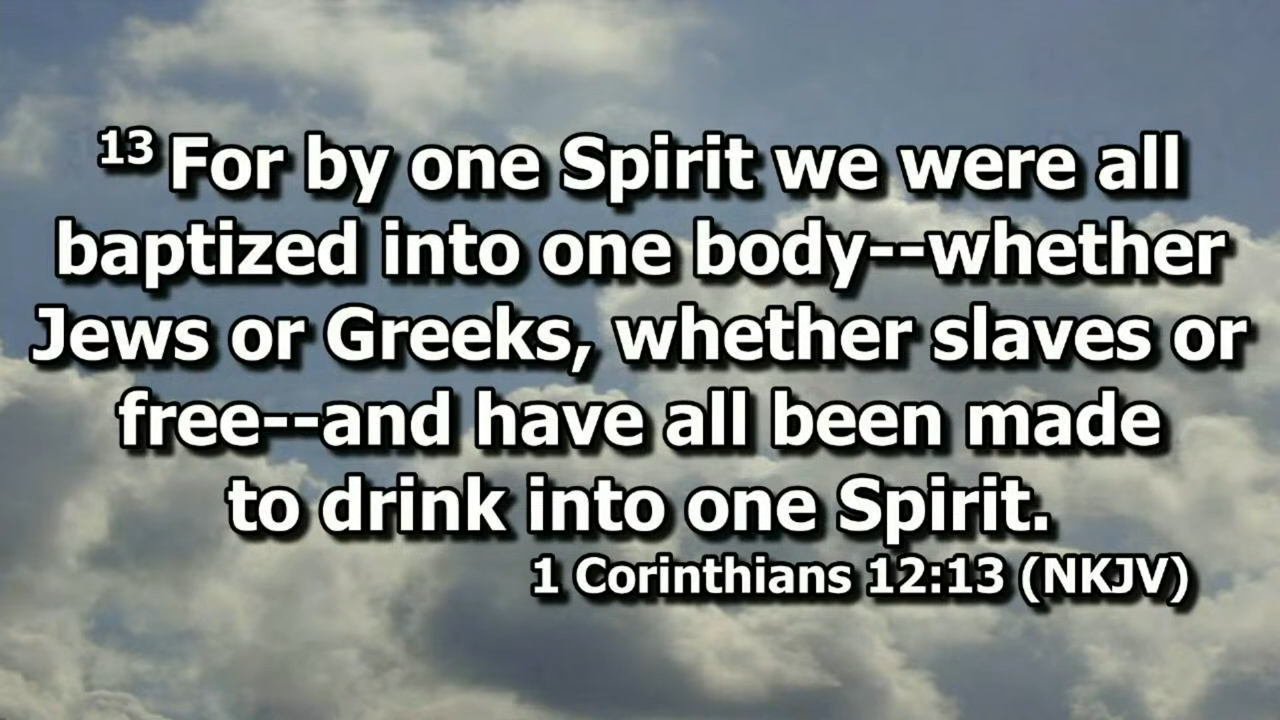 13 For by one Spirit we were all
baptized into one body--whether
Jews or Greeks, whether slaves or
free--and have all been made
to drink into one Spirit.
1 Corinthians 12:13 (NKJV)